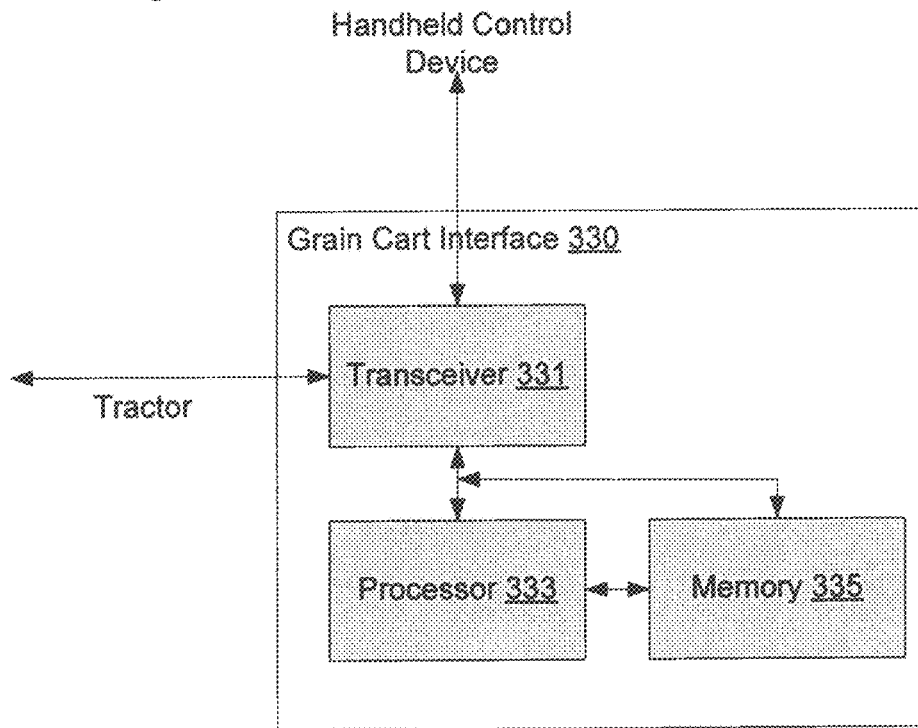 Handheld Control
Device
Grain Cart Interface 330
Transceiver 331
Tractor
Processor 333
Memory 335